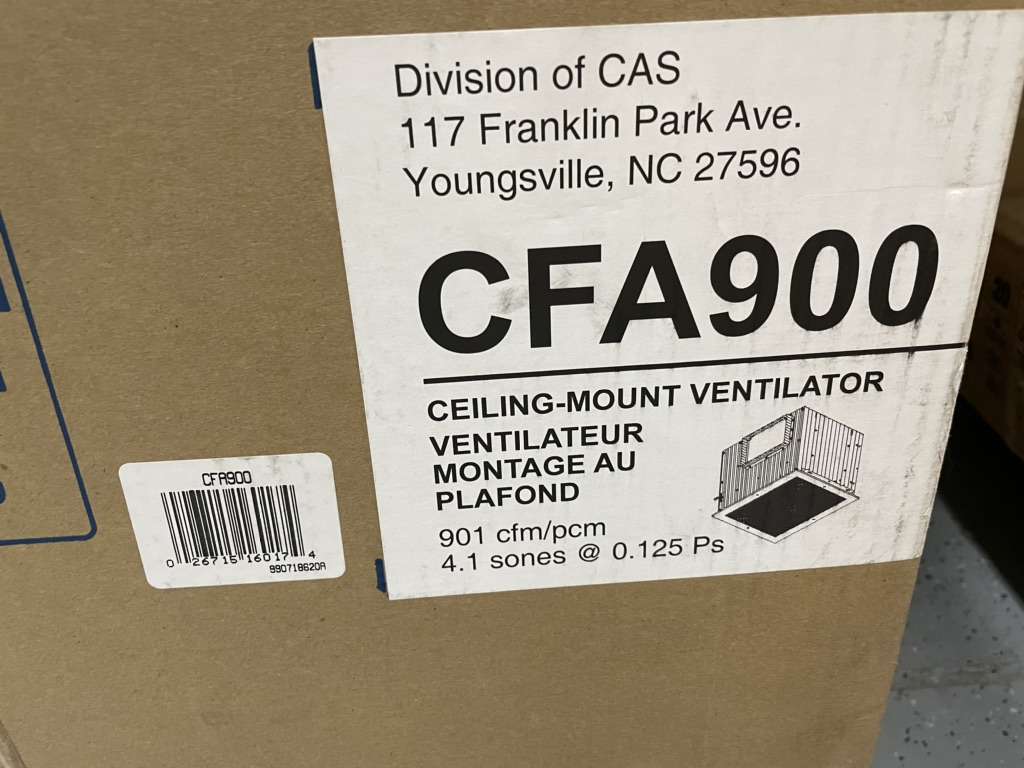 Division of CAS
117 Franklin Park Ave.
Youngsville, NC 27596
CFA900
CEILING-MOUNT VENTILATOR
VENTILATEUR
MONTAGE AU
PLAFOND
901 cfm/pcm
4.1 sones @ 0.125 Ps
CFA900
0 26715 16017 4
990718620A